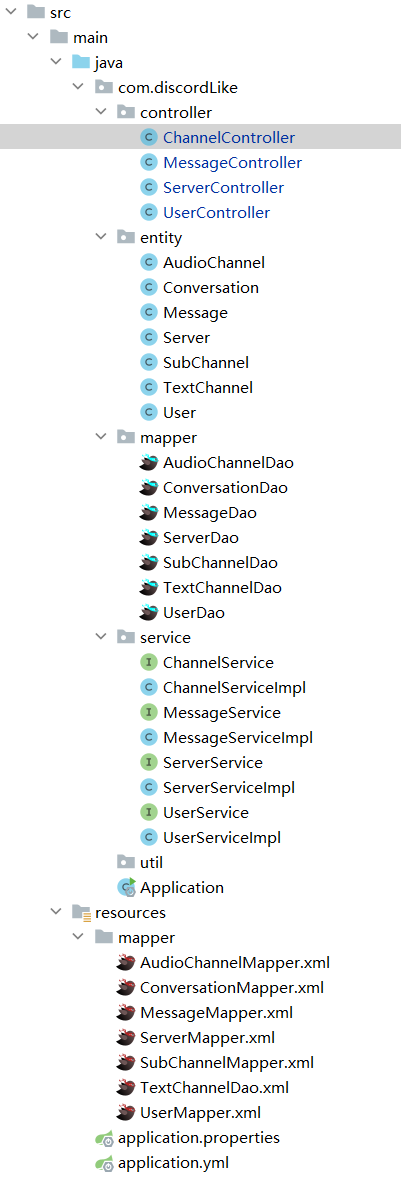 src
main
java
com.discordLike
controller
ChannelController
MessageController
ServerController
UserController
entity
AudioChannel
Conversation
Message
Server
SubChannel
TextChannel
User
mapper
AudioChannelDao
ConversationDao
MessageDao
ServerDao
SubChannelDao
TextChannelDao
UserDao
service
ChannelService
ChannelServiceImpl
MessageService
MessageServiceImpl
ServerService
ServerServiceImpl
UserService
UserServiceImpl
util
Application
resources
mapper
AudioChannelMapper.xml
ConversationMapper.xml
MessageMapper.xml
ServerMapper.xml
SubChannelMapper.xml
TextChannelDao.xml
UserMapper.xml
application.properties
application.yml